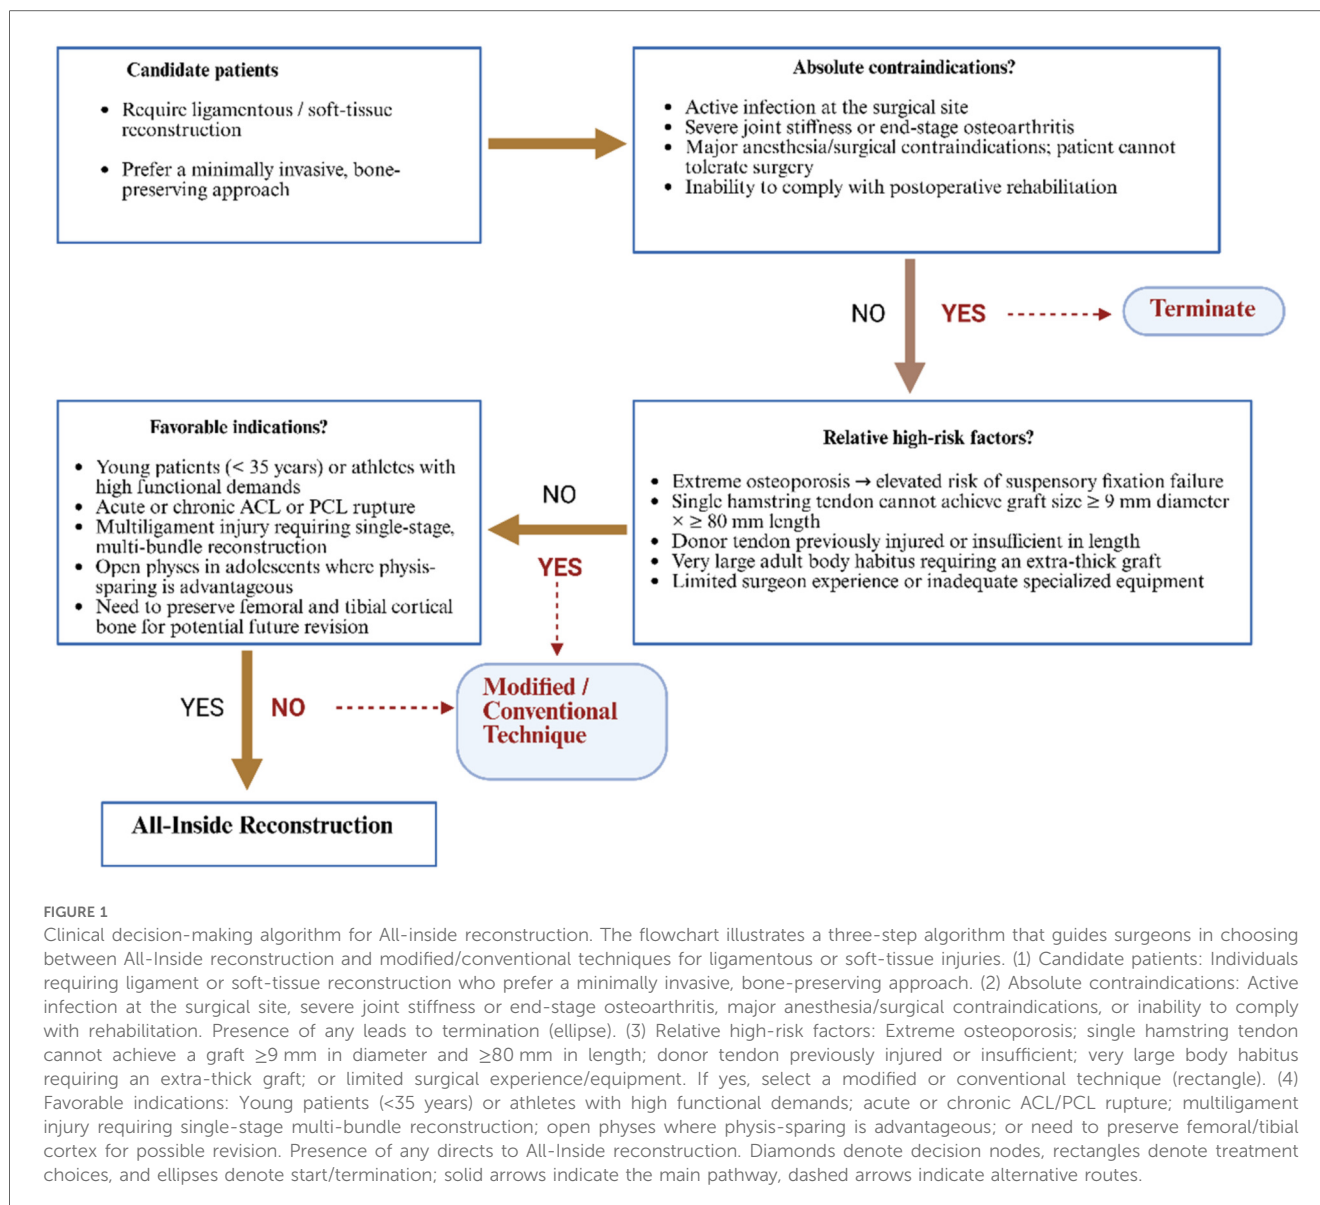 Candidate patients
• Require ligamentous / soft-tissue
reconstruction
• Prefer a minimally invasive, bone-
preserving approach
Absolute contraindications?
• Active infection at the surgical site
• Severe joint stiffness or end-stage osteoarthritis
• Major anesthesia/surgical contraindications; patient cannot
tolerate surgery
• Inability to comply with postoperative rehabilitation
NO
YES
Terminate
Relative high-risk factors?
• Extreme osteoporosis → elevated risk of suspensory fixation failure
• Single hamstring tendon cannot achieve graft size ≥ 9 mm diameter
× ≥ 80 mm length
• Donor tendon previously injured or insufficient in length
• Very large adult body habitus requiring an extra-thick graft
• Limited surgeon experience or inadequate specialized equipment
NO
YES
Favorable indications?
• Young patients (< 35 years) or athletes with
high functional demands
• Acute or chronic ACL or PCL rupture
• Multiligament injury requiring single-stage,
multi-bundle reconstruction
• Open physes in adolescents where physis-
sparing is advantageous
• Need to preserve femoral and tibial cortical
bone for potential future revision
YES
NO
Modified /
Conventional
Technique
All-Inside Reconstruction
FIGURE 1
Clinical decision-making algorithm for All-inside reconstruction. The flowchart illustrates a three-step algorithm that guides surgeons in choosing
between All-Inside reconstruction and modified/conventional techniques for ligamentous or soft-tissue injuries. (1) Candidate patients: Individuals
requiring ligament or soft-tissue reconstruction who prefer a minimally invasive, bone-preserving approach. (2) Absolute contraindications: Active
infection at the surgical site, severe joint stiffness or end-stage osteoarthritis, major anesthesia/surgical contraindications, or inability to comply
with rehabilitation. Presence of any leads to termination (ellipse). (3) Relative high-risk factors: Extreme osteoporosis; single hamstring tendon
cannot achieve a graft ≥9 mm in diameter and ≥80 mm in length; donor tendon previously injured or insufficient; very large body habitus
requiring an extra-thick graft; or limited surgical experience/equipment. If yes, select a modified or conventional technique (rectangle). (4)
Favorable indications: Young patients (<35 years) or athletes with high functional demands; acute or chronic ACL/PCL rupture; multiligament
injury requiring single-stage multi-bundle reconstruction; open physes where physis-sparing is advantageous; or need to preserve femoral/tibial
cortex for possible revision. Presence of any directs to All-Inside reconstruction. Diamonds denote decision nodes, rectangles denote treatment
choices, and ellipses denote start/termination; solid arrows indicate the main pathway, dashed arrows indicate alternative routes.